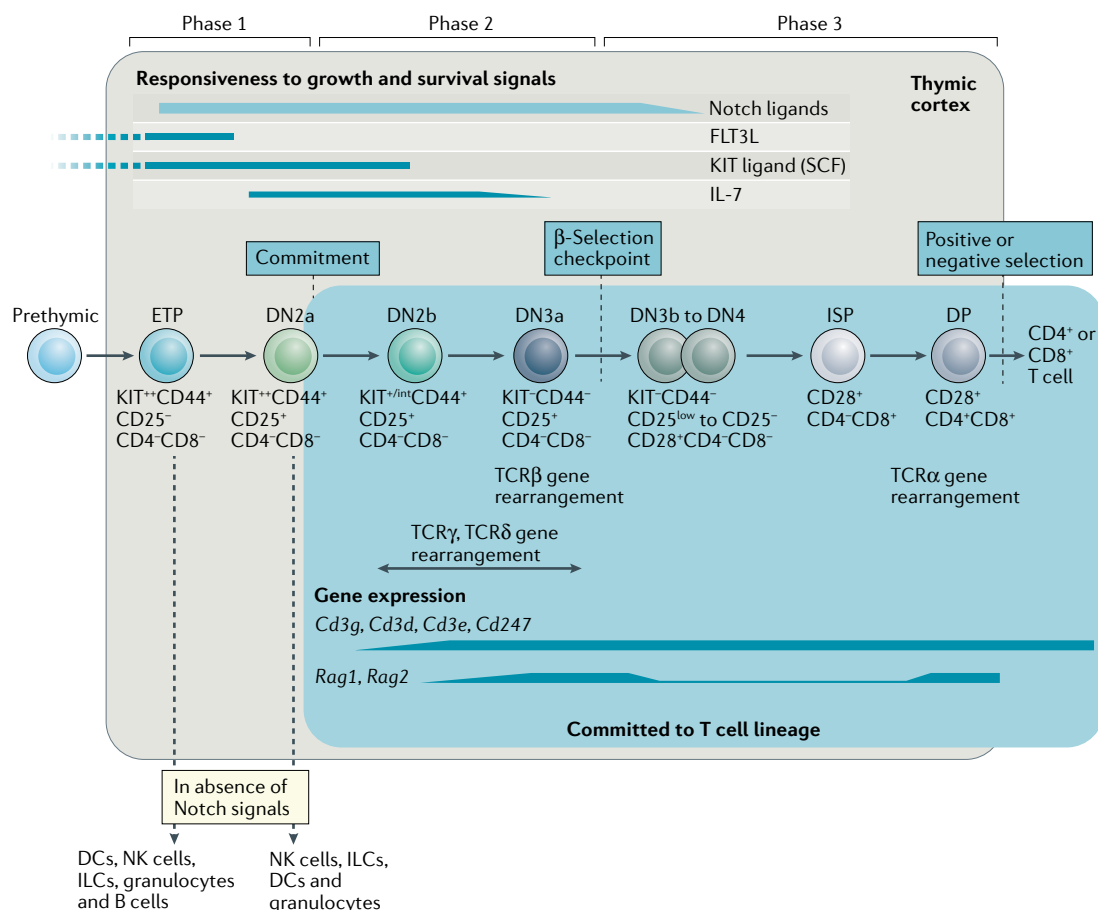 Phase 1
Phase 2
Phase 3
Responsiveness to growth and survival signals
Thymic
cortex
Notch ligands
FLT3L
KIT ligand (SCF)
IL-7
Commitment
β-Selection
checkpoint
Positive or
negative selection
Prethymic
ETP
DN2a
DN2b
DN3a
DN3b to DN4
ISP
DP
CD4⁺ or
CD8⁺
T cell
KIT⁺⁺CD44⁺
CD25⁻
CD4⁻CD8⁻
KIT⁺⁺CD44⁺
CD25⁺
CD4⁻CD8⁻
KIT⁺/ⁱⁿᵗCD44⁺
CD25⁺
CD4⁻CD8⁻
KIT⁻CD44⁻
CD25⁺
CD4⁻CD8⁻
KIT⁻CD44⁻
CD25ˡᵒʷ to CD25⁻
CD28⁺CD4⁻CD8⁻
CD28⁺
CD4⁻CD8⁺
CD28⁺
CD4⁺CD8⁺
TCRβ gene
rearrangement
TCRα gene
rearrangement
TCRγ, TCRδ gene
rearrangement
Gene expression
Cd3g, Cd3d, Cd3e, Cd247
Rag1, Rag2
Committed to T cell lineage
In absence of
Notch signals
DCs, NK cells,
ILCs, granulocytes
and B cells
NK cells, ILCs,
DCs and
granulocytes